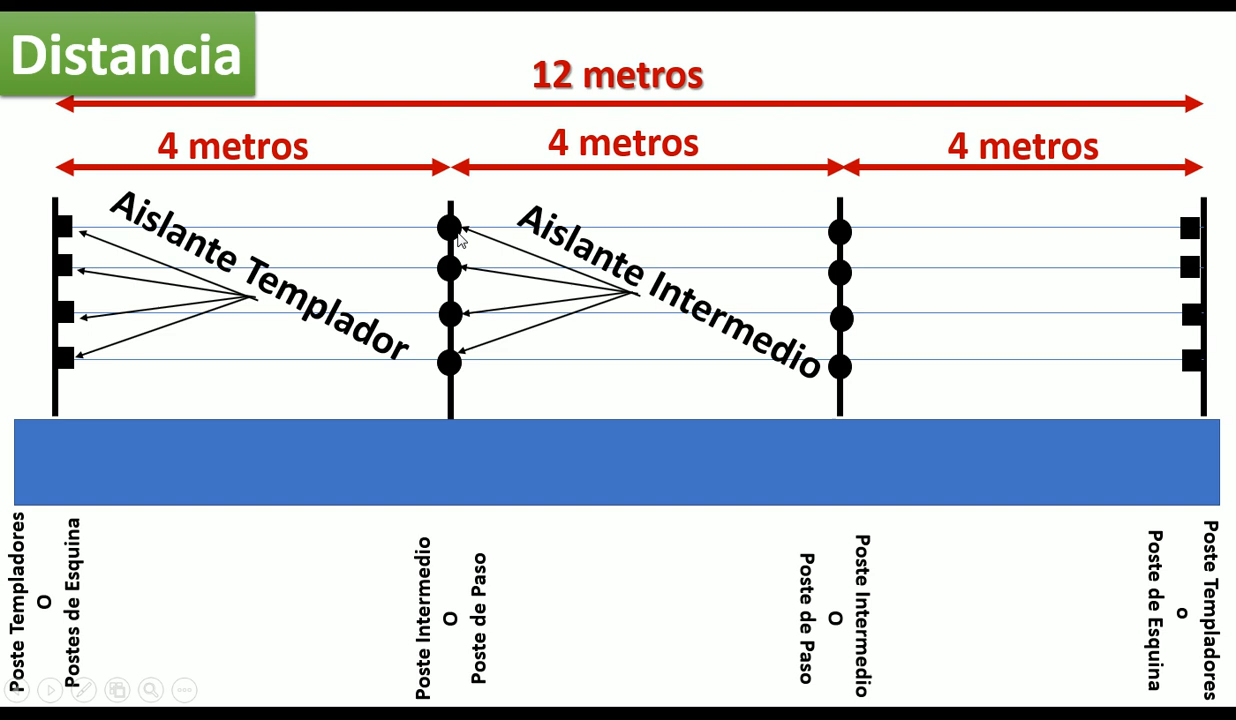 Distancia
12 metros
4 metros
4 metros
4 metros
Aislante Templador
Aislante Intermedio
Poste Templadores
O
Postes de Esquina
Poste Intermedio
O
Poste de Paso
Poste Intermedio
O
Poste de Paso
Poste Templadores
o
Poste de Esquina